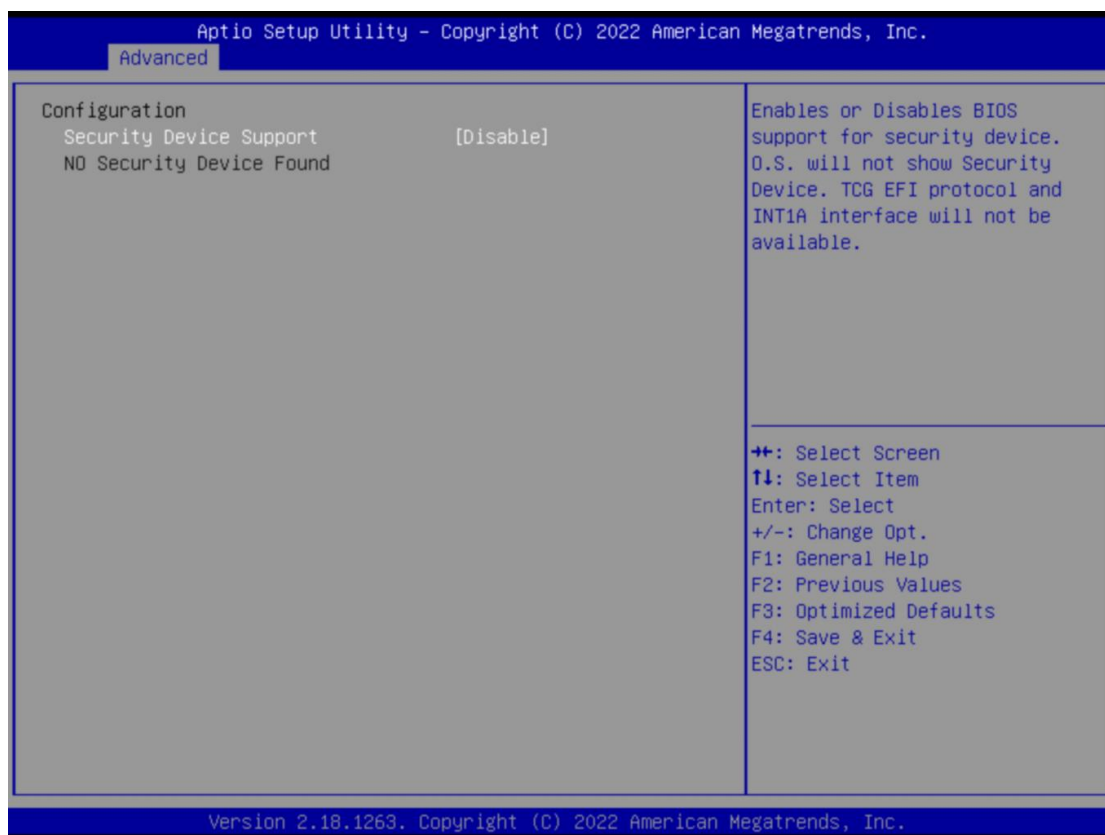 Aptio Setup Utility – Copyright (C) 2022 American Megatrends, Inc.
Advanced
Configuration
Security Device Support [Disable]
NO Security Device Found
Enables or Disables BIOS
support for security device.
O.S. will not show Security
Device. TCG EFI protocol and
INT1A interface will not be
available.
→←: Select Screen
↑↓: Select Item
Enter: Select
+/-: Change Opt.
F1: General Help
F2: Previous Values
F3: Optimized Defaults
F4: Save & Exit
ESC: Exit
Version 2.18.1263. Copyright (C) 2022 American Megatrends, Inc.